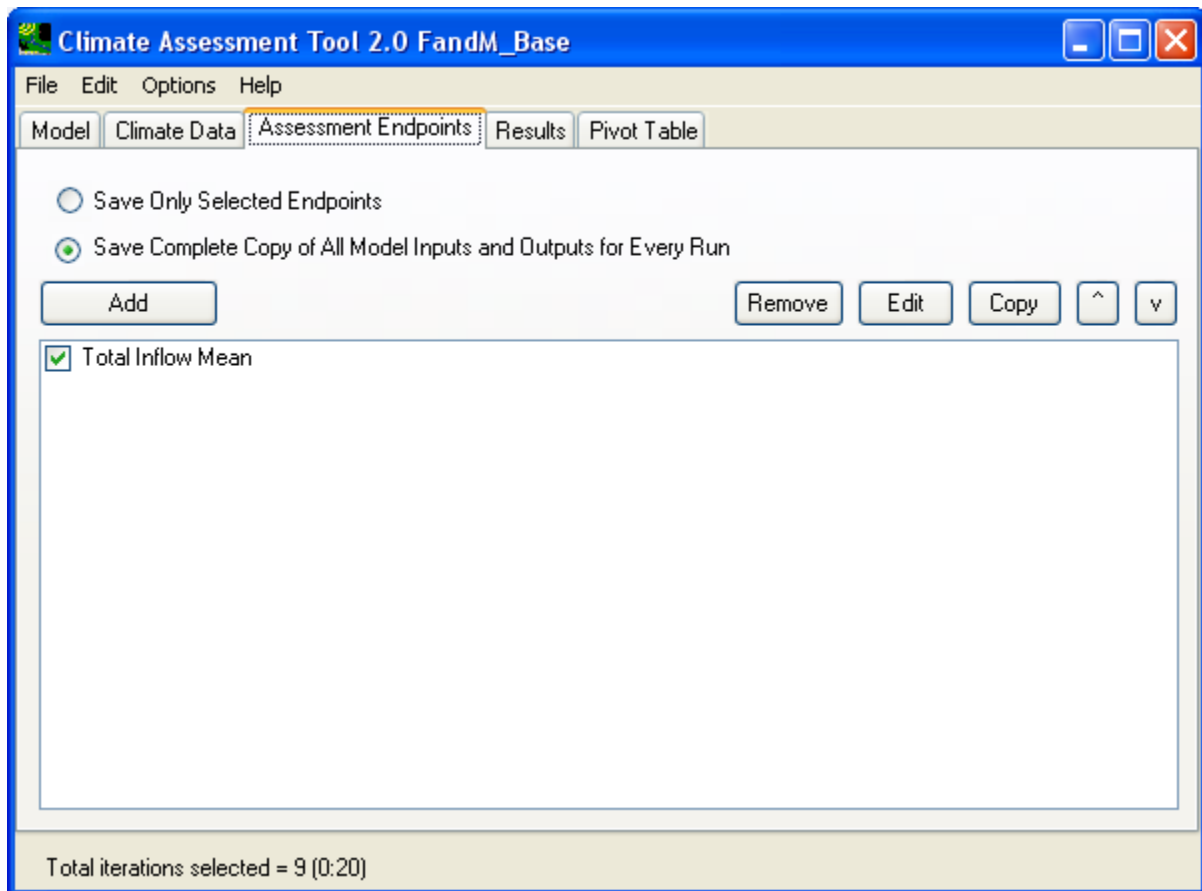 Climate Assessment Tool 2.0 FandM_Base
File Edit Options Help
Model Climate Data Assessment Endpoints Results Pivot Table
Save Only Selected Endpoints
Save Complete Copy of All Model Inputs and Outputs for Every Run
Add Remove Edit Copy ^ v
Total Inflow Mean
Total iterations selected = 9 (0:20)